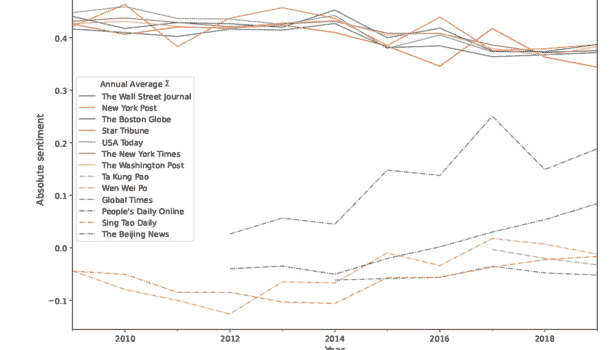 0.4
0.3
0.2
0.1
0.0
−0.1
Absolute sentiment
Annual Average Σ
The Wall Street Journal
New York Post
The Boston Globe
Star Tribune
USA Today
The New York Times
The Washington Post
Ta Kung Pao
Wen Wei Po
Global Times
People's Daily Online
Sing Tao Daily
The Beijing News
2010
2012
2014
2016
2018
Year